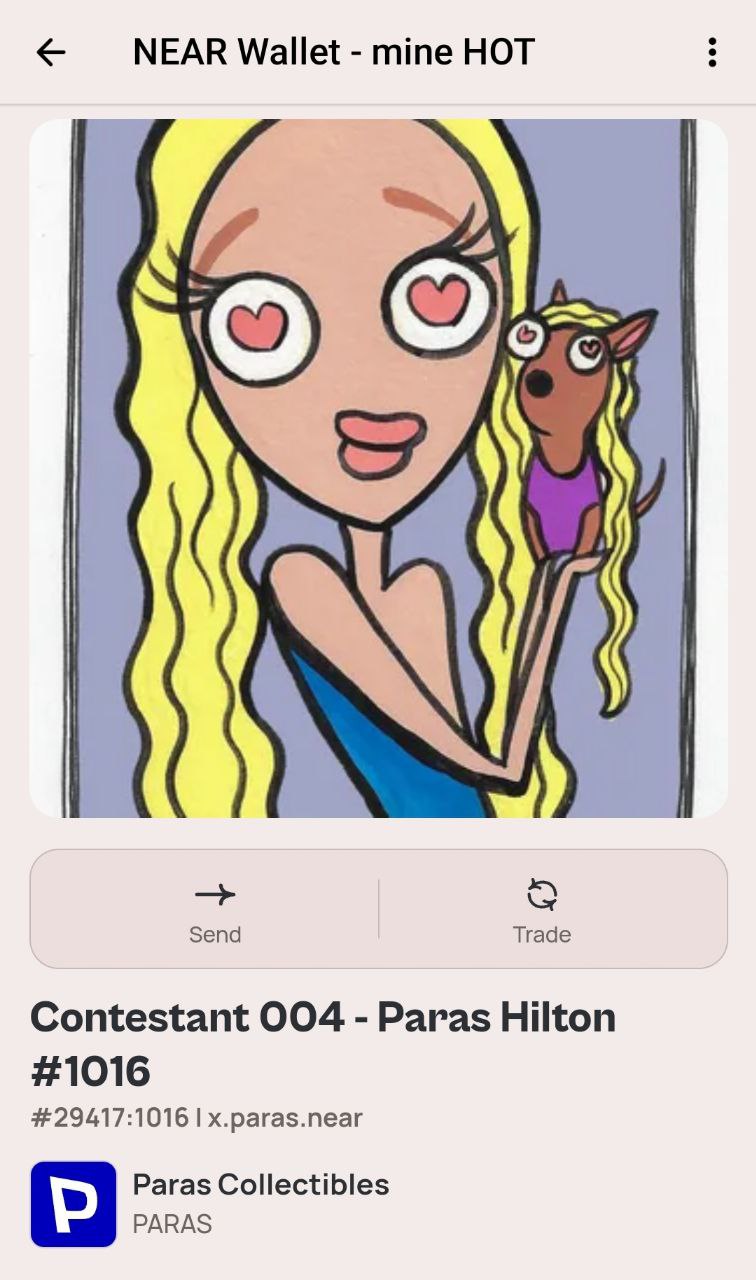 NEAR Wallet - mine HOT
Send
Trade
Contestant 004 - Paras Hilton
#1016
#29417:1016 | x.paras.near
P
Paras Collectibles
PARAS